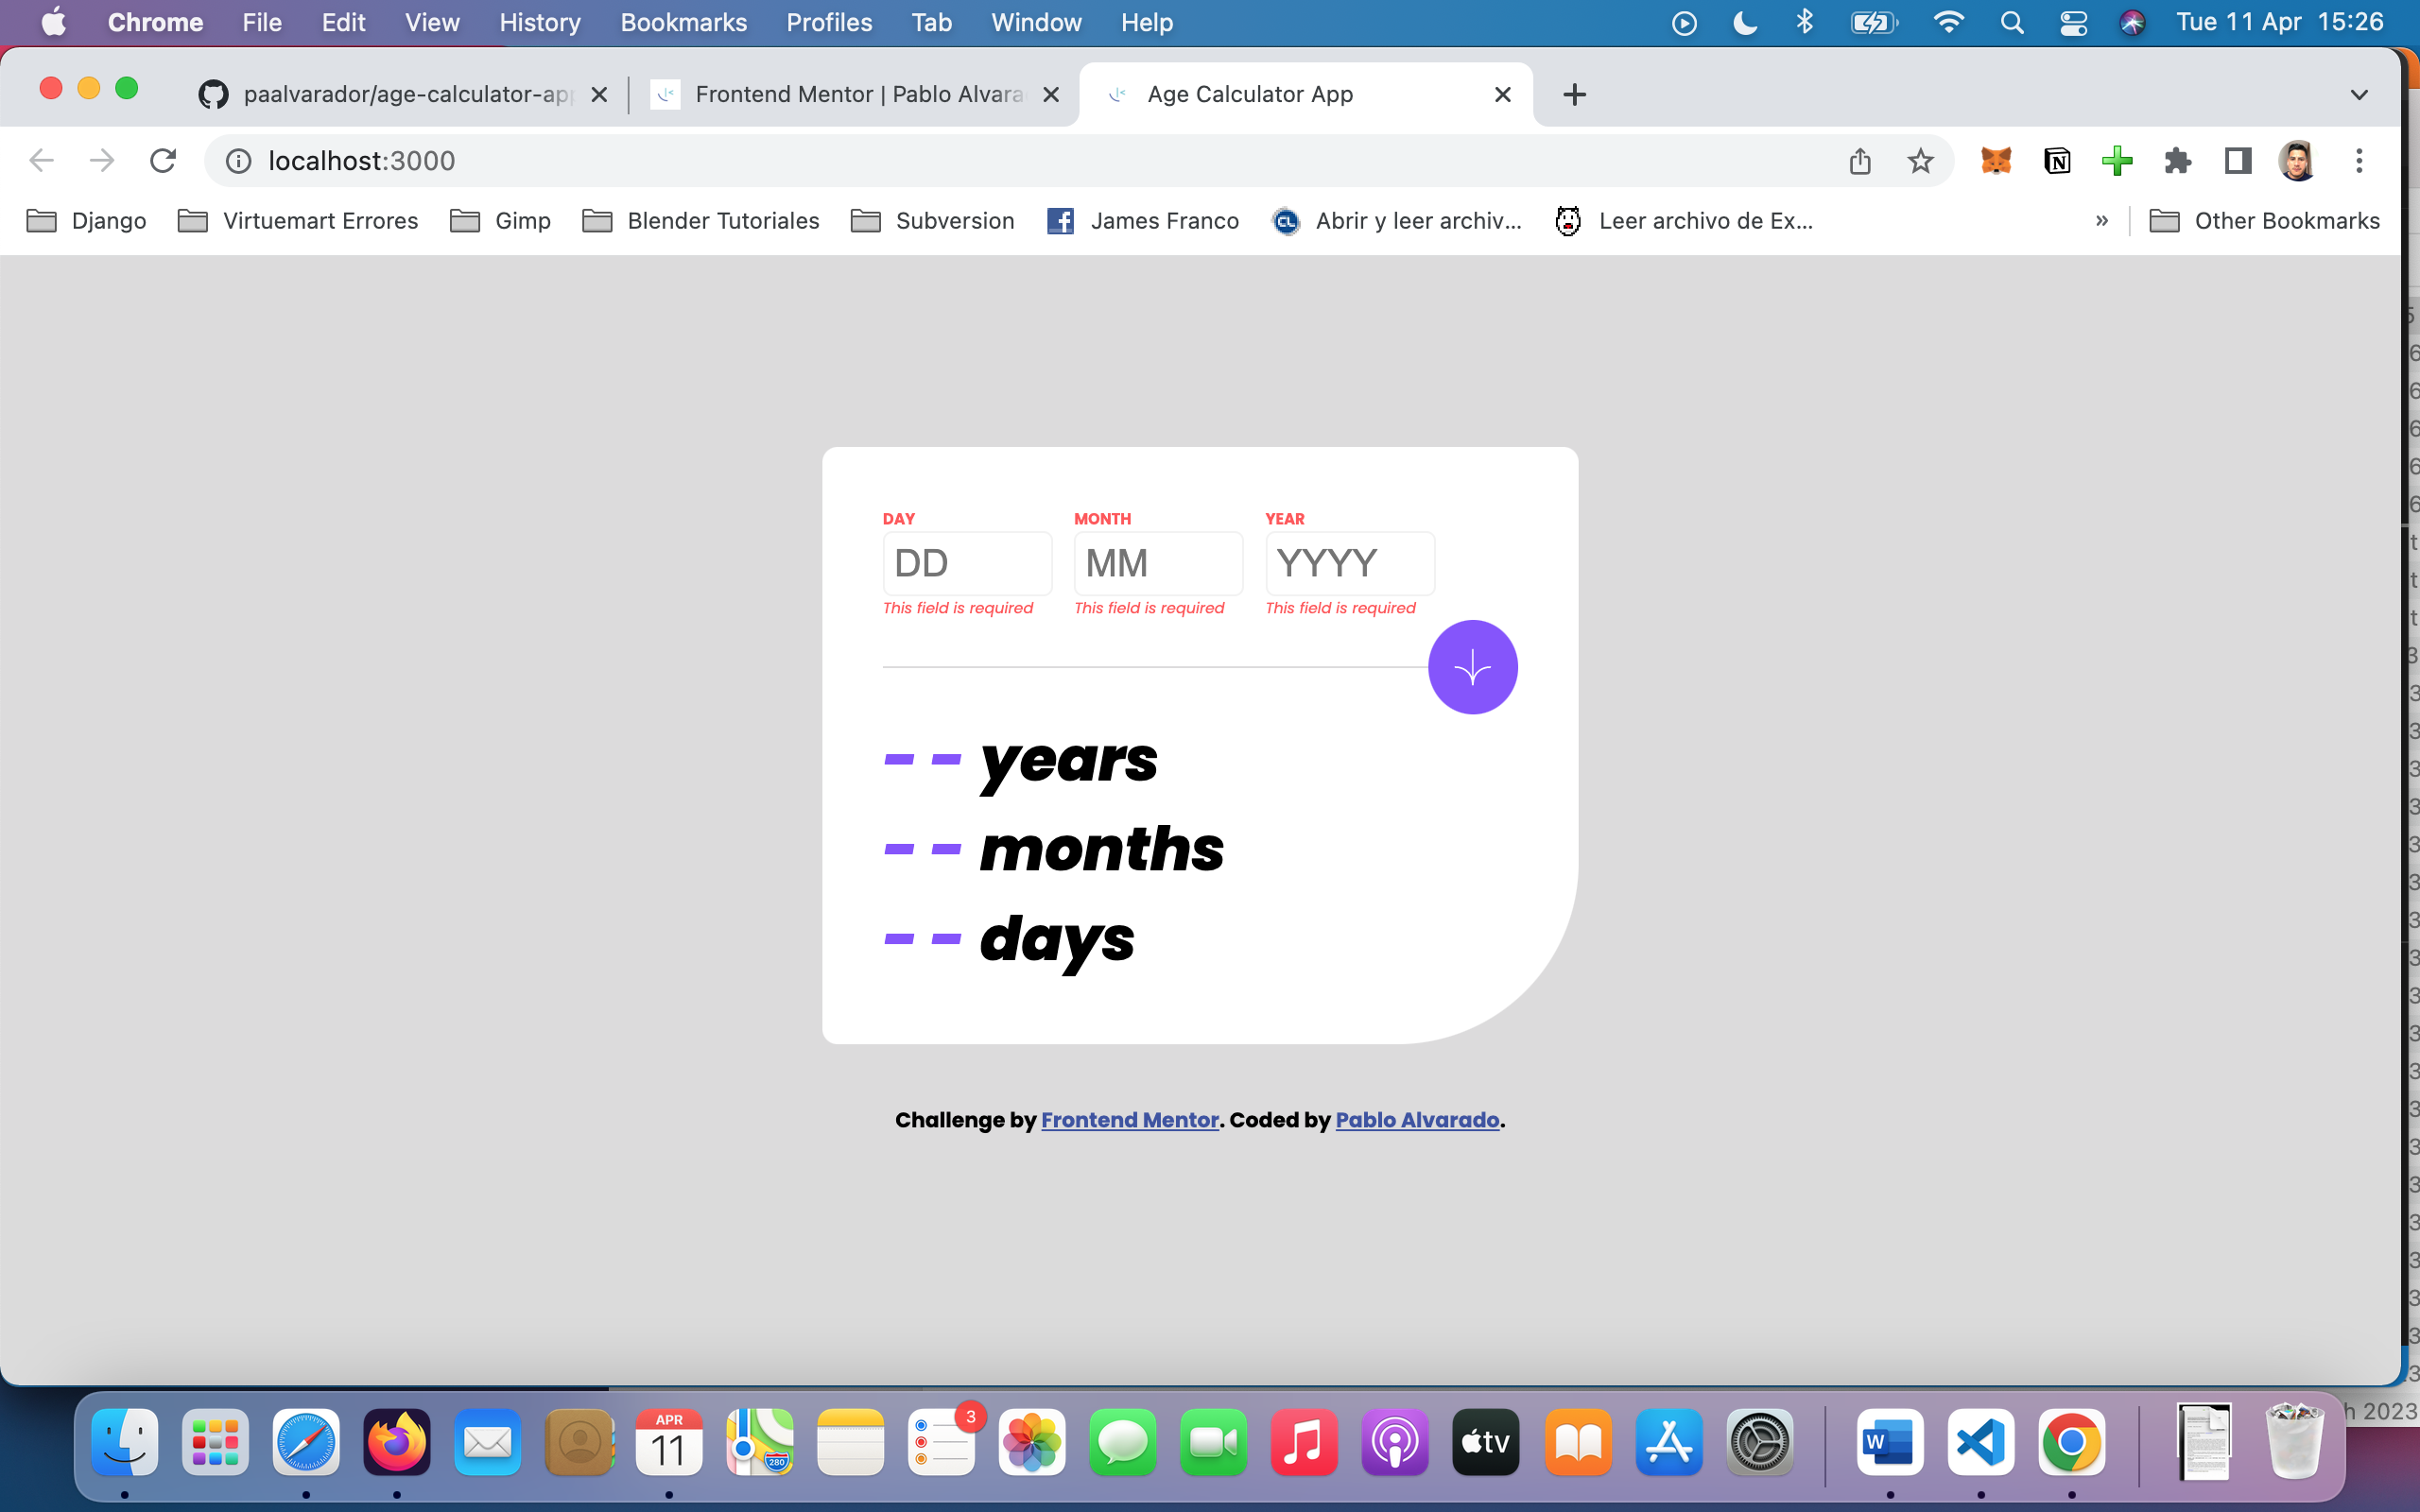 Chrome File Edit View History Bookmarks Profiles Tab Window Help Tue 11 Apr 15:26
paalvarador/age-calculator-app Frontend Mentor | Pablo Alvara Age Calculator App
localhost:3000
Django Virtuemart Errores Gimp Blender Tutoriales Subversion James Franco Abrir y leer archiv... Leer archivo de Ex... » Other Bookmarks
DAY MONTH YEAR
DD MM YYYY
This field is required This field is required This field is required
-- years
-- months
-- days
Challenge by Frontend Mentor. Coded by Pablo Alvarado.
3
APR
11
280
tv
W
h 2023